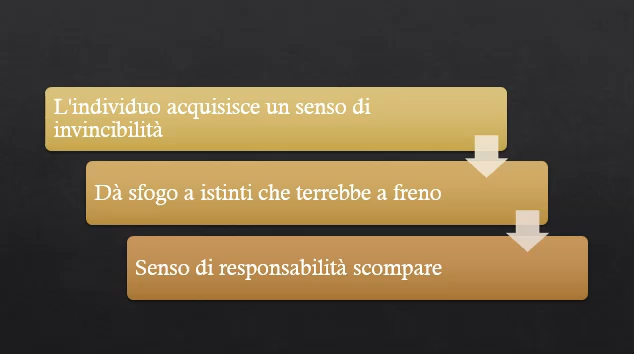 L'individuo acquisisce un senso di
invincibilità
Dà sfogo a istinti che terrebbe a freno
Senso di responsabilità scompare